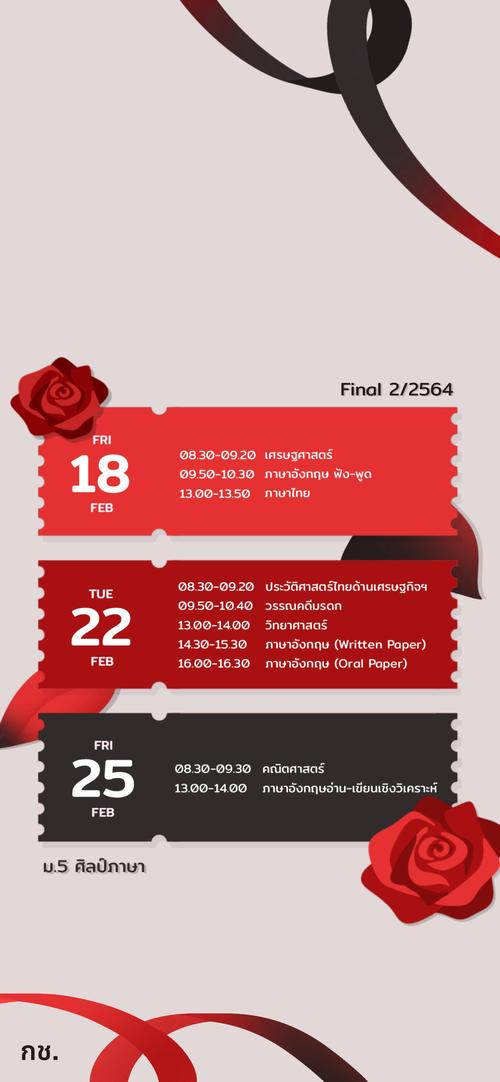 Final 2/2564
FRI
18
FEB
08.30-09.20 เศรษฐศาสตร์
09.50-10.30 ภาษาอังกฤษ ฟัง-พูด
13.00-13.50 ภาษาไทย
TUE
22
FEB
08.30-09.20 ประวัติศาสตร์ไทยด้านเศรษฐกิจฯ
09.50-10.40 วรรณคดีมรดก
13.00-14.00 วิทยาศาสตร์
14.30-15.30 ภาษาอังกฤษ (Written Paper)
16.00-16.30 ภาษาอังกฤษ (Oral Paper)
FRI
25
FEB
08.30-09.30 คณิตศาสตร์
13.00-14.00 ภาษาอังกฤษอ่าน-เขียนเชิงวิเคราะห์
ม.5 ศิลป์ภาษา
กช.